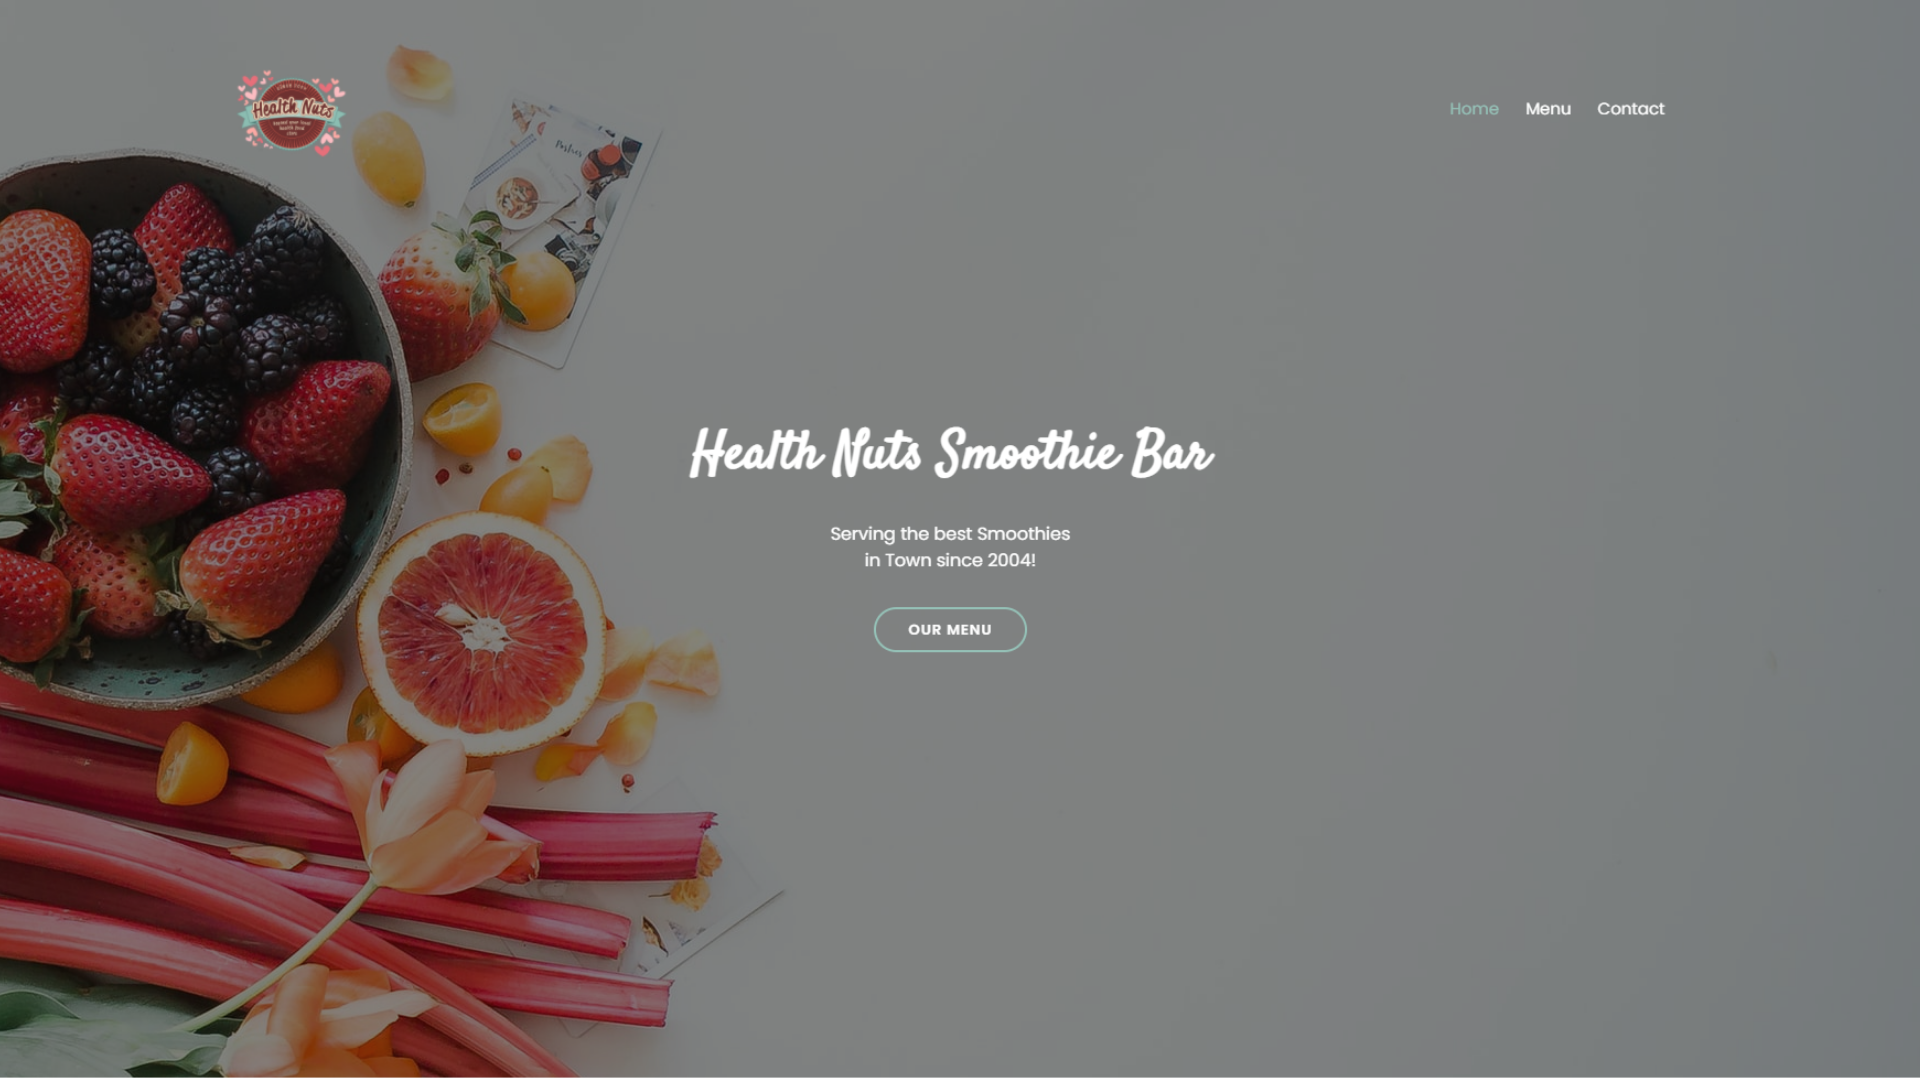 Health Nuts
Home Menu Contact
Health Nuts Smoothie Bar
Serving the best Smoothies
in Town since 2004!
OUR MENU